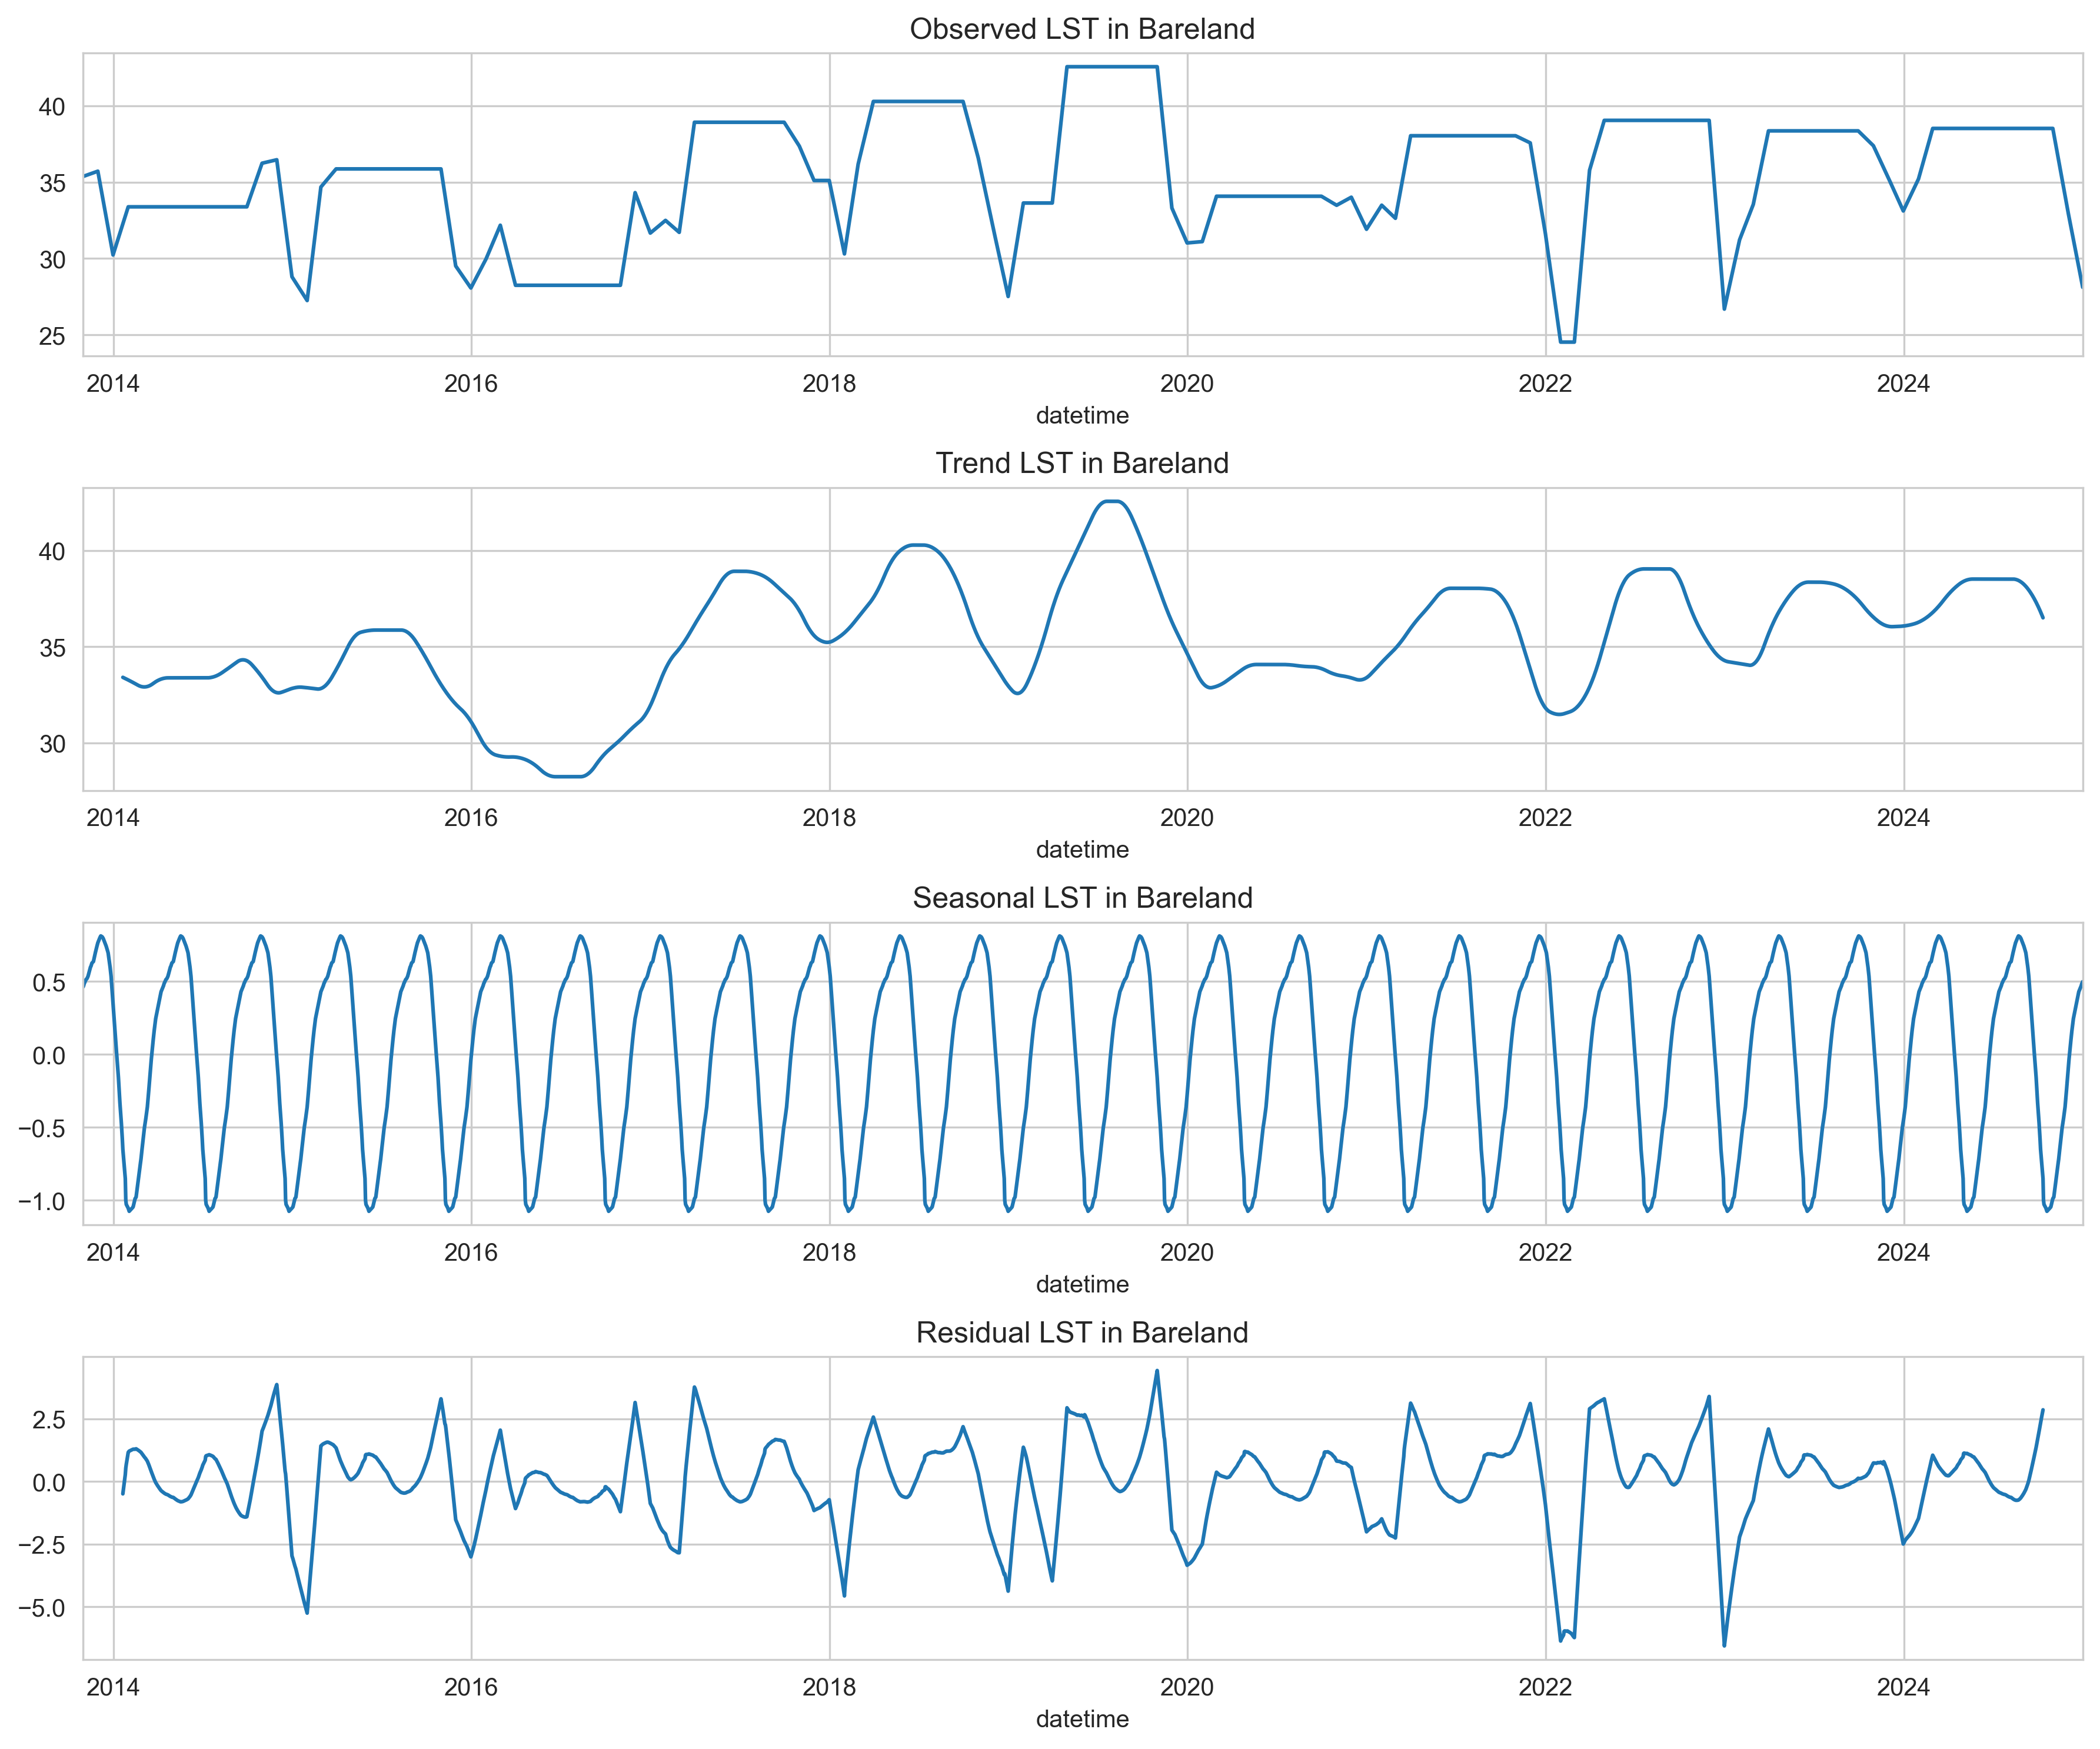 Observed LST in Bareland
40
35
30
25
2014 2016 2018 2020 2022 2024
datetime
Trend LST in Bareland
40
35
30
2014 2016 2018 2020 2022 2024
datetime
Seasonal LST in Bareland
0.5
0.0
−0.5
−1.0
2014 2016 2018 2020 2022 2024
datetime
Residual LST in Bareland
2.5
0.0
−2.5
−5.0
2014 2016 2018 2020 2022 2024
datetime